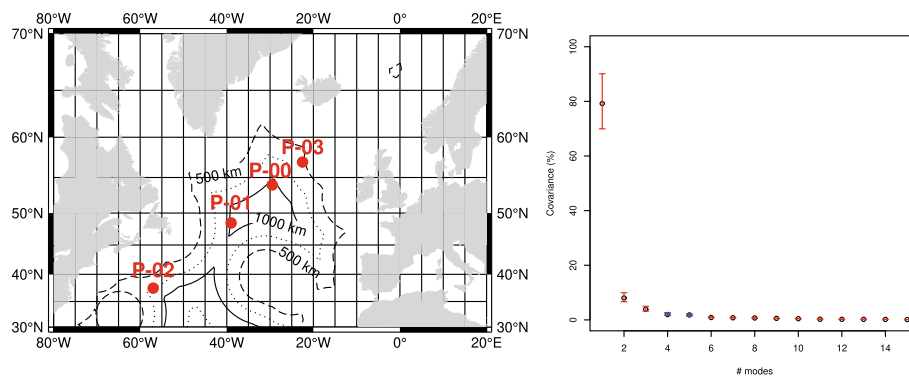 80°W 60°W 40°W 20°W 0° 20°E
70°N 70°N
60°N 60°N
50°N 50°N
40°N 40°N
30°N 30°N
80°W 60°W 40°W 20°W 0° 20°E
P-03
P-00
500 km
P-01
1000 km
500 km
P-02
100
80
60
40
20
0
Covariance (%)
2 4 6 8 10 12 14
# modes